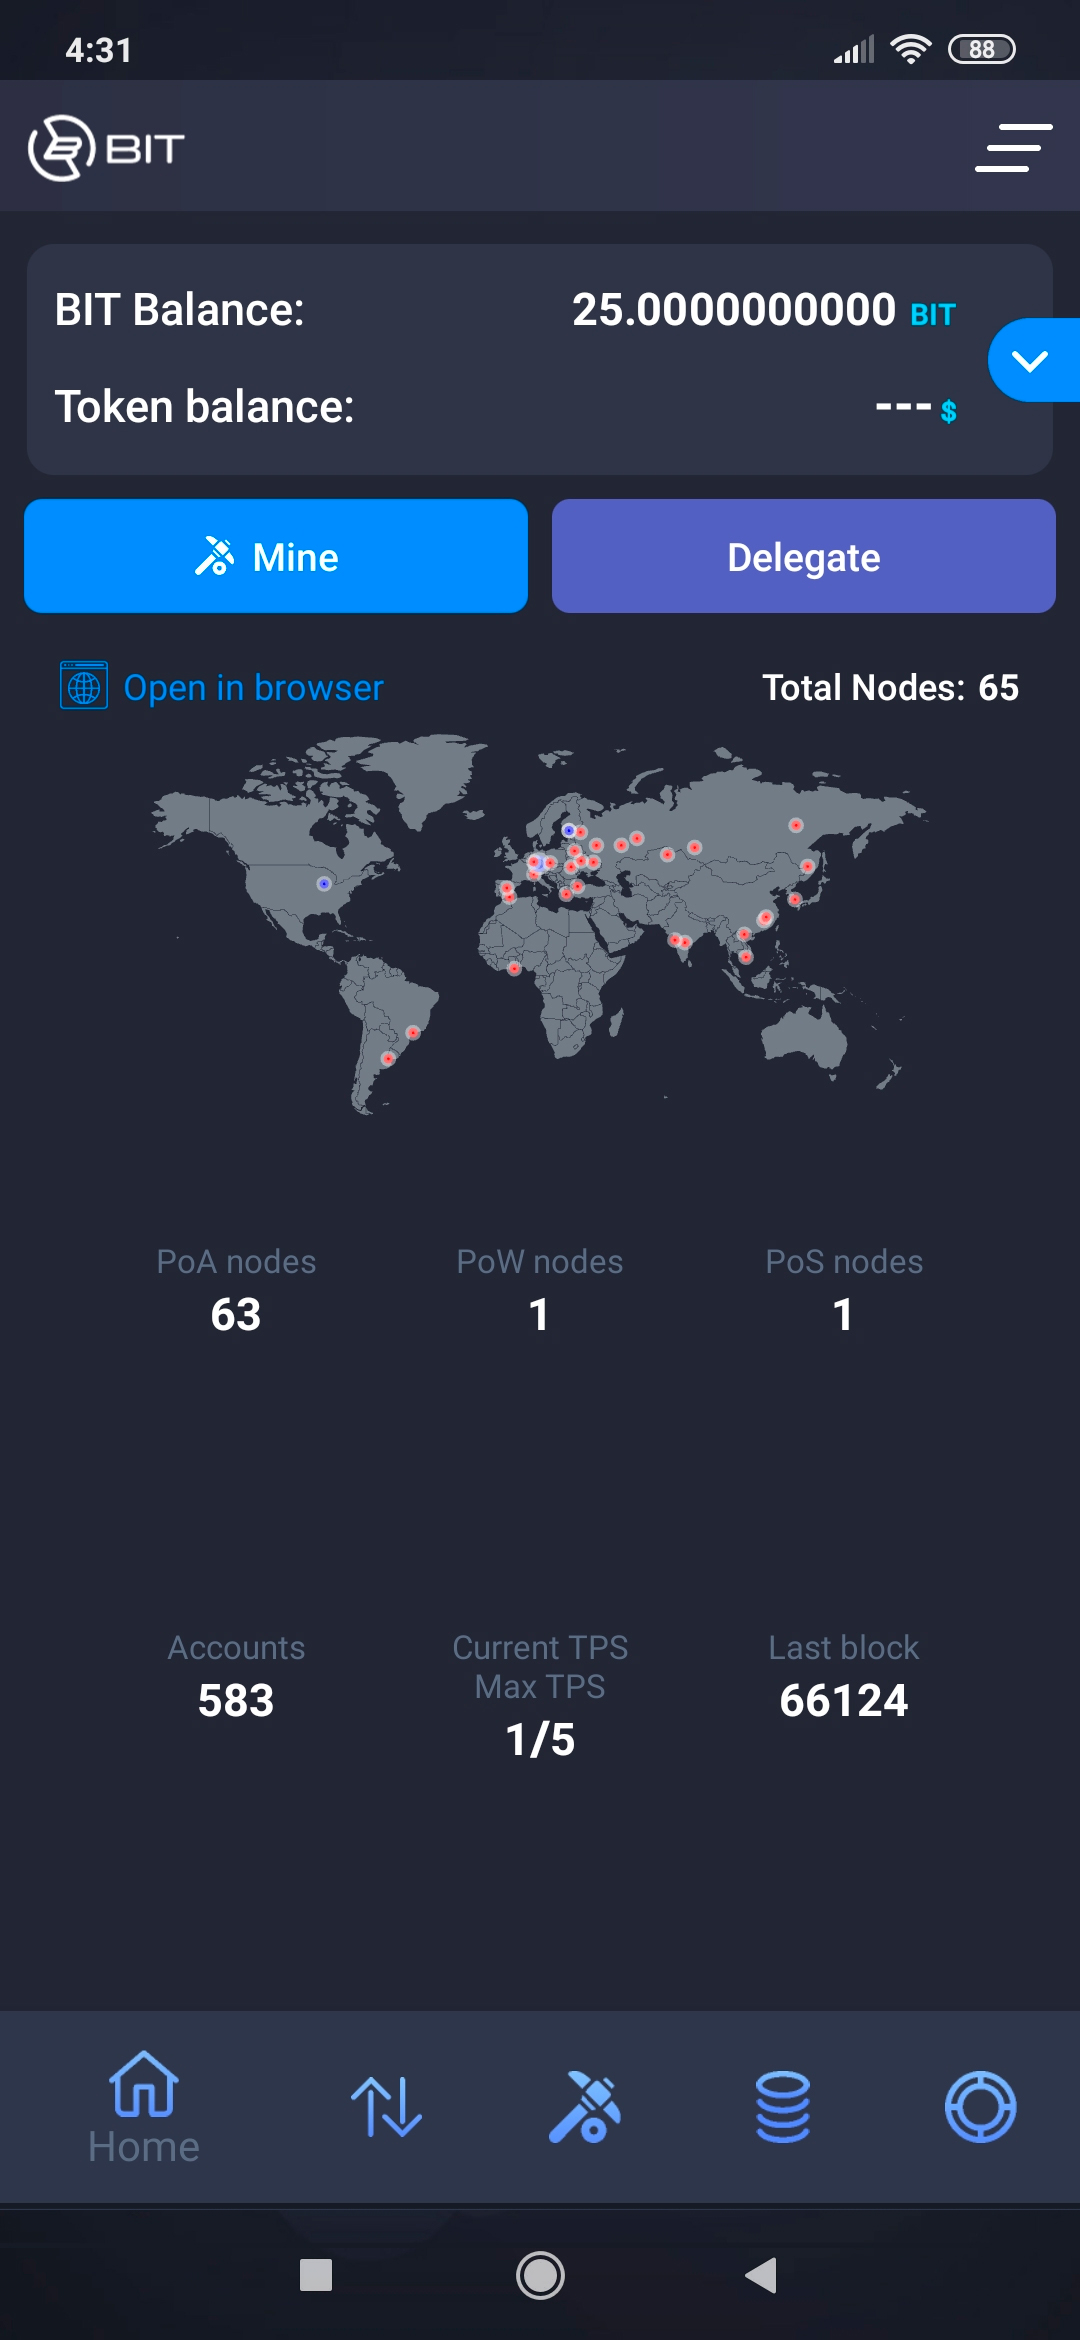 4:31
88
BIT
BIT Balance: 25.0000000000 BIT
Token balance: --- $
Mine
Delegate
Open in browser
Total Nodes: 65
PoA nodes
63
PoW nodes
1
PoS nodes
1
Accounts
583
Current TPS
Max TPS
1/5
Last block
66124
Home